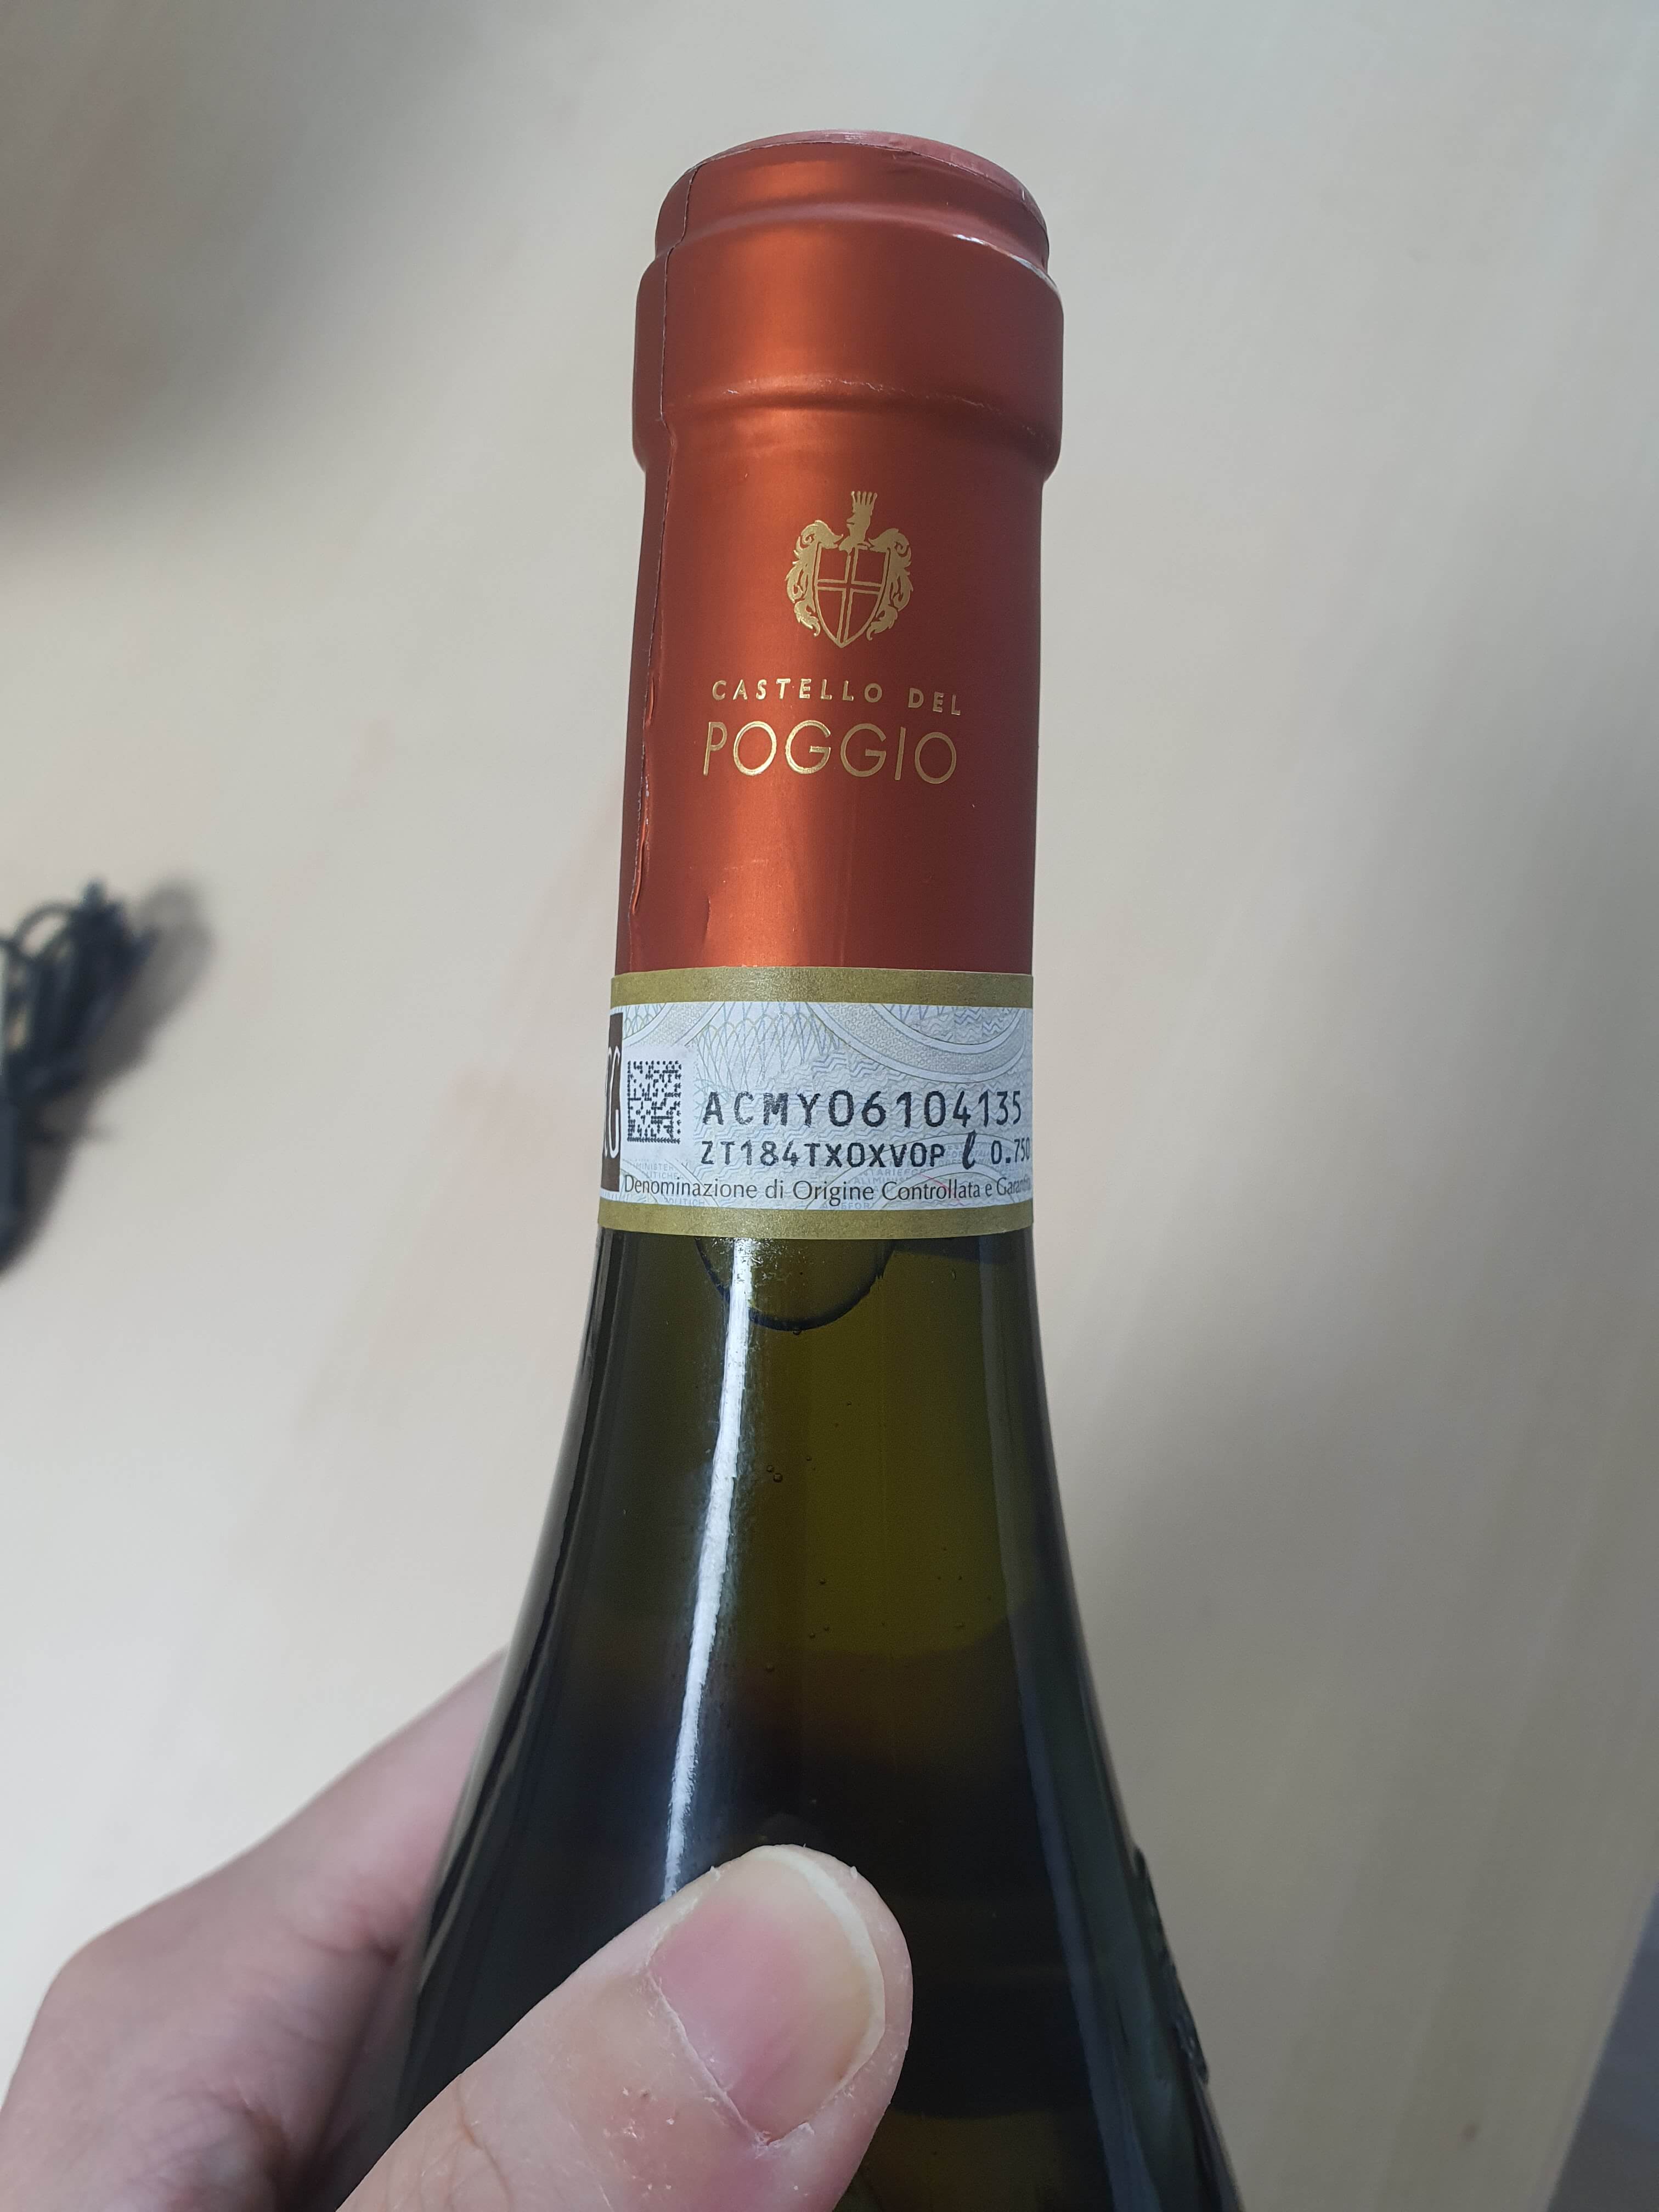 CASTELLO DEL
POGGIO
ACMY06104135
ZT184TX0XV0P ℓ 0.750
Denominazione di Origine Controllata e